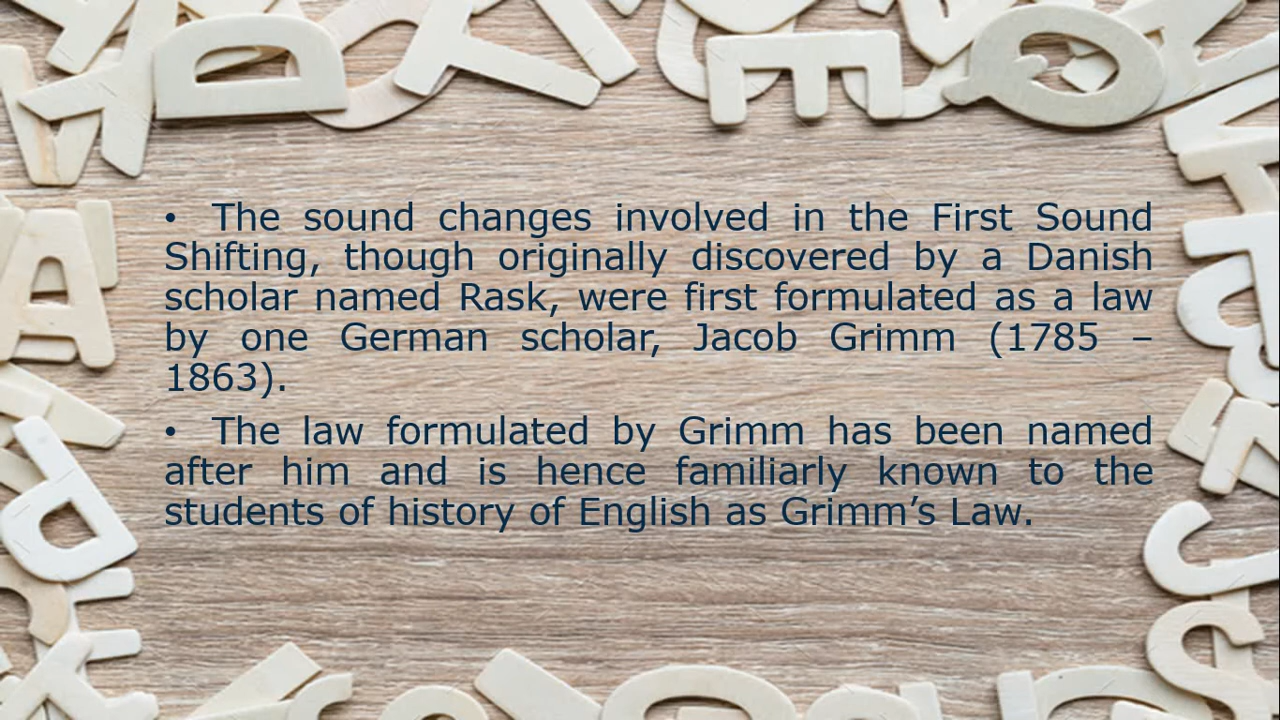 • The sound changes involved in the First Sound
Shifting, though originally discovered by a Danish
scholar named Rask, were first formulated as a law
by one German scholar, Jacob Grimm (1785 –
1863).
• The law formulated by Grimm has been named
after him and is hence familiarly known to the
students of history of English as Grimm’s Law.